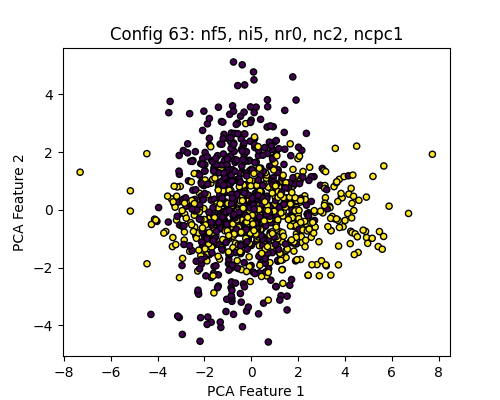 Config 63: nf5, ni5, nr0, nc2, ncpc1
4
2
0
−2
−4
PCA Feature 2
−8 −6 −4 −2 0 2 4 6 8
PCA Feature 1